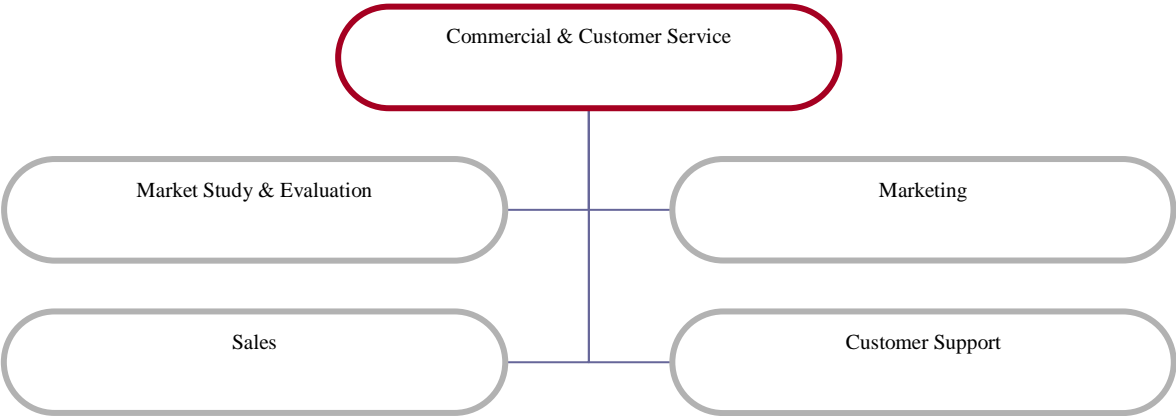 Commercial & Customer Service
Market Study & Evaluation
Marketing
Sales
Customer Support